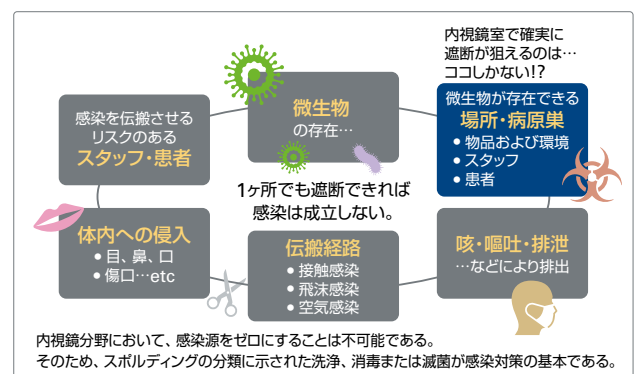 内視鏡室で確実に
遮断が狙えるのは…
ココしかない!?
微生物
の存在…
微生物が存在できる
場所・病原巣
● 物品および環境
● スタッフ
● 患者
感染を伝搬させる
リスクのある
スタッフ・患者
1ヶ所でも遮断できれば
感染は成立しない。
体内への侵入
● 目、鼻、口
● 傷口…etc
伝搬経路
● 接触感染
● 飛沫感染
● 空気感染
咳・嘔吐・排泄
…などにより排出
内視鏡分野において、感染源をゼロにすることは不可能である。
そのため、スポルディングの分類に示された洗浄、消毒または滅菌が感染対策の基本である。